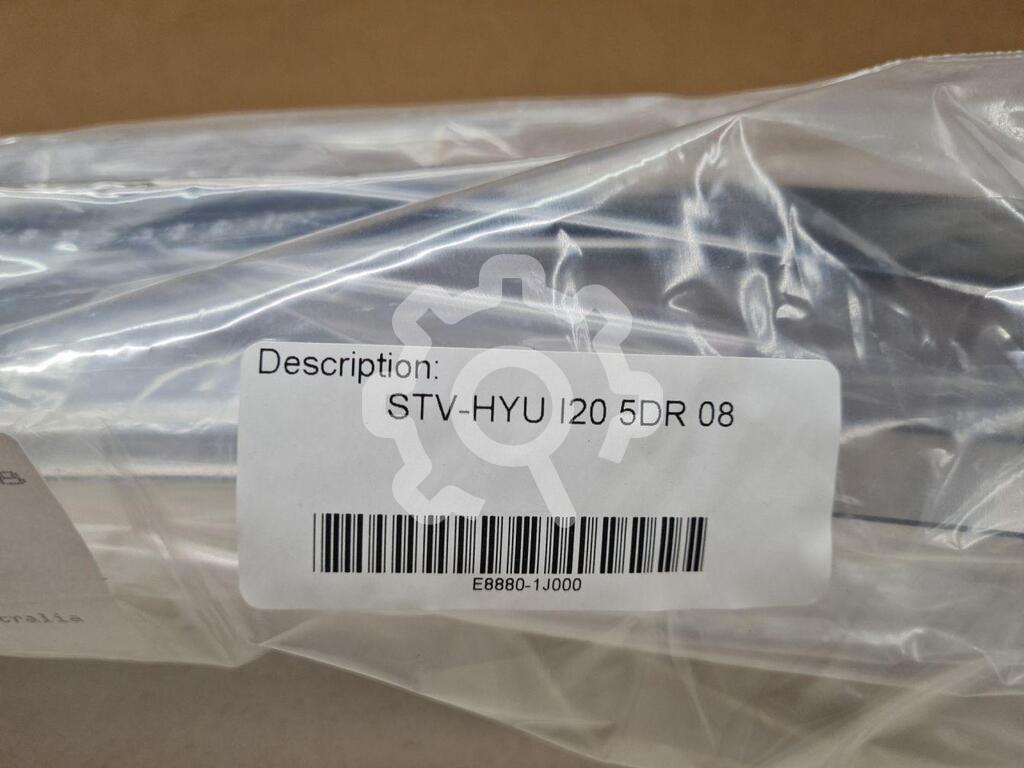 Description:
STV-HYU I20 5DR 08
E8880-1J000